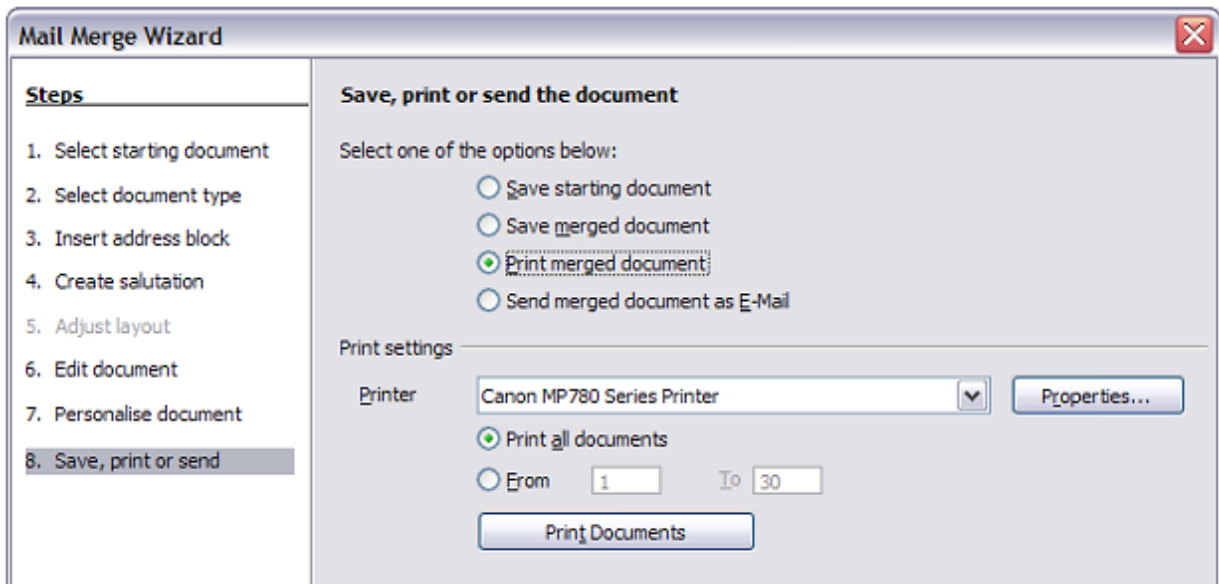 Mail Merge Wizard
Steps
1. Select starting document
2. Select document type
3. Insert address block
4. Create salutation
5. Adjust layout
6. Edit document
7. Personalise document
8. Save, print or send
Save, print or send the document
Select one of the options below:
Save starting document
Save merged document
Print merged document
Send merged document as E-Mail
Print settings
Printer Canon MP780 Series Printer Properties...
Print all documents
From 1 To 30
Print Documents